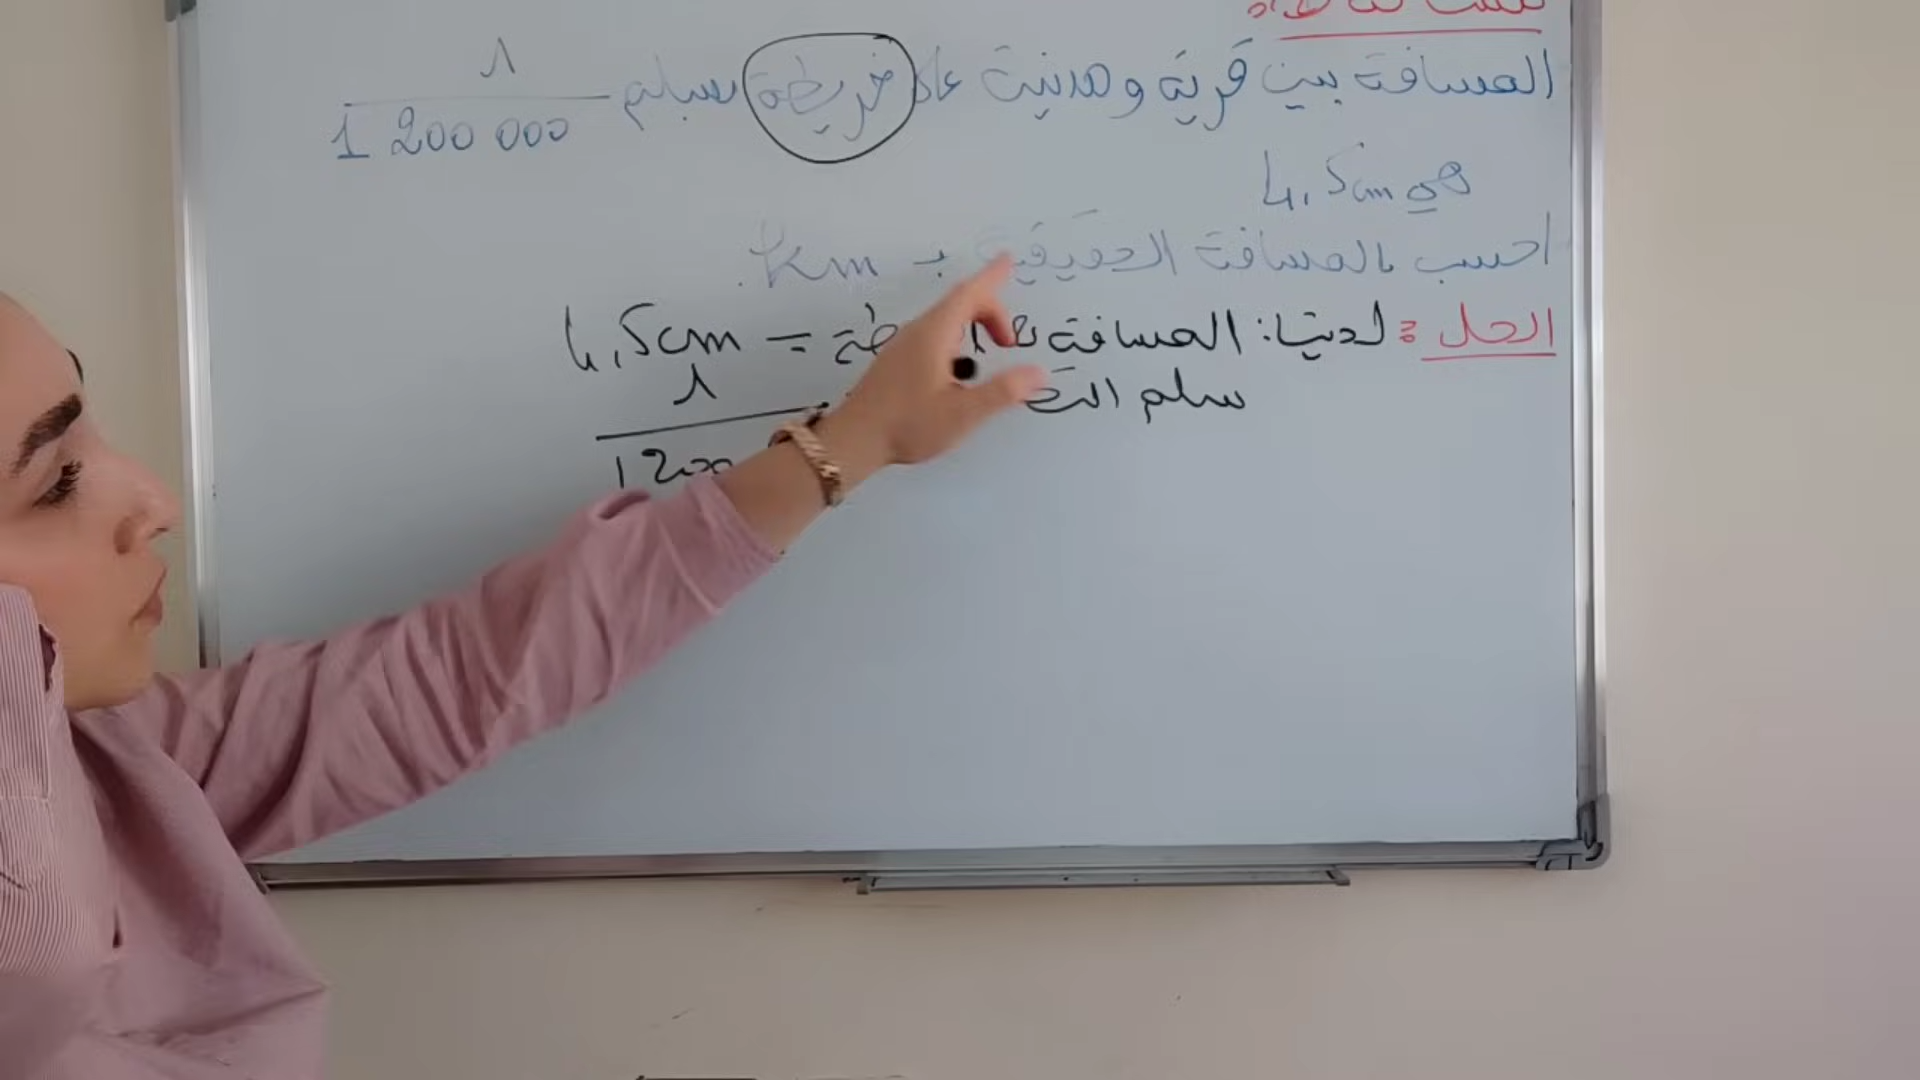 المسافة بين قرية ومدينة على خريطة بسلم 1/1 200 000
هي 4,5cm
احسب المسافة الحقيقية بـ km.
الحل: لدينا: المسافة = 4,5cm
سلم 1/1200